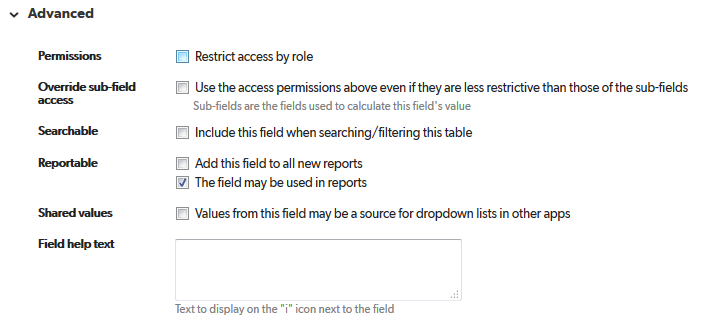 Advanced
Permissions
Restrict access by role
Override sub-field access
Use the access permissions above even if they are less restrictive than those of the sub-fields
Sub-fields are the fields used to calculate this field's value
Searchable
Include this field when searching/filtering this table
Reportable
Add this field to all new reports
The field may be used in reports
Shared values
Values from this field may be a source for dropdown lists in other apps
Field help text
Text to display on the "i" icon next to the field